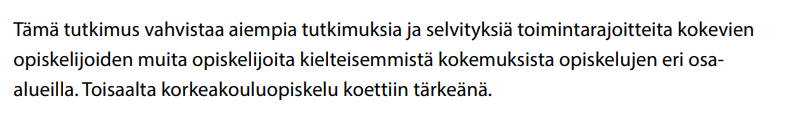 Tämä tutkimus vahvistaa aiempia tutkimuksia ja selvityksiä toimintarajoitteita kokevien
opiskelijoiden muita opiskelijoita kielteisemmistä kokemuksista opiskelujen eri osa-
alueilla. Toisaalta korkeakouluopiskelu koettiin tärkeänä.